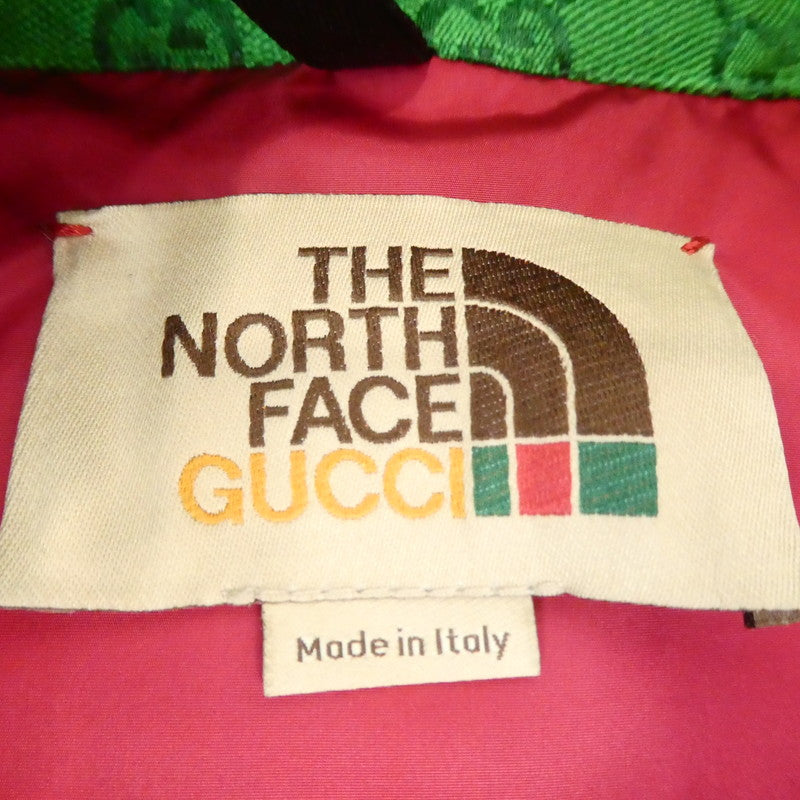 THE
NORTH
FACE
GUCCI
Made in Italy